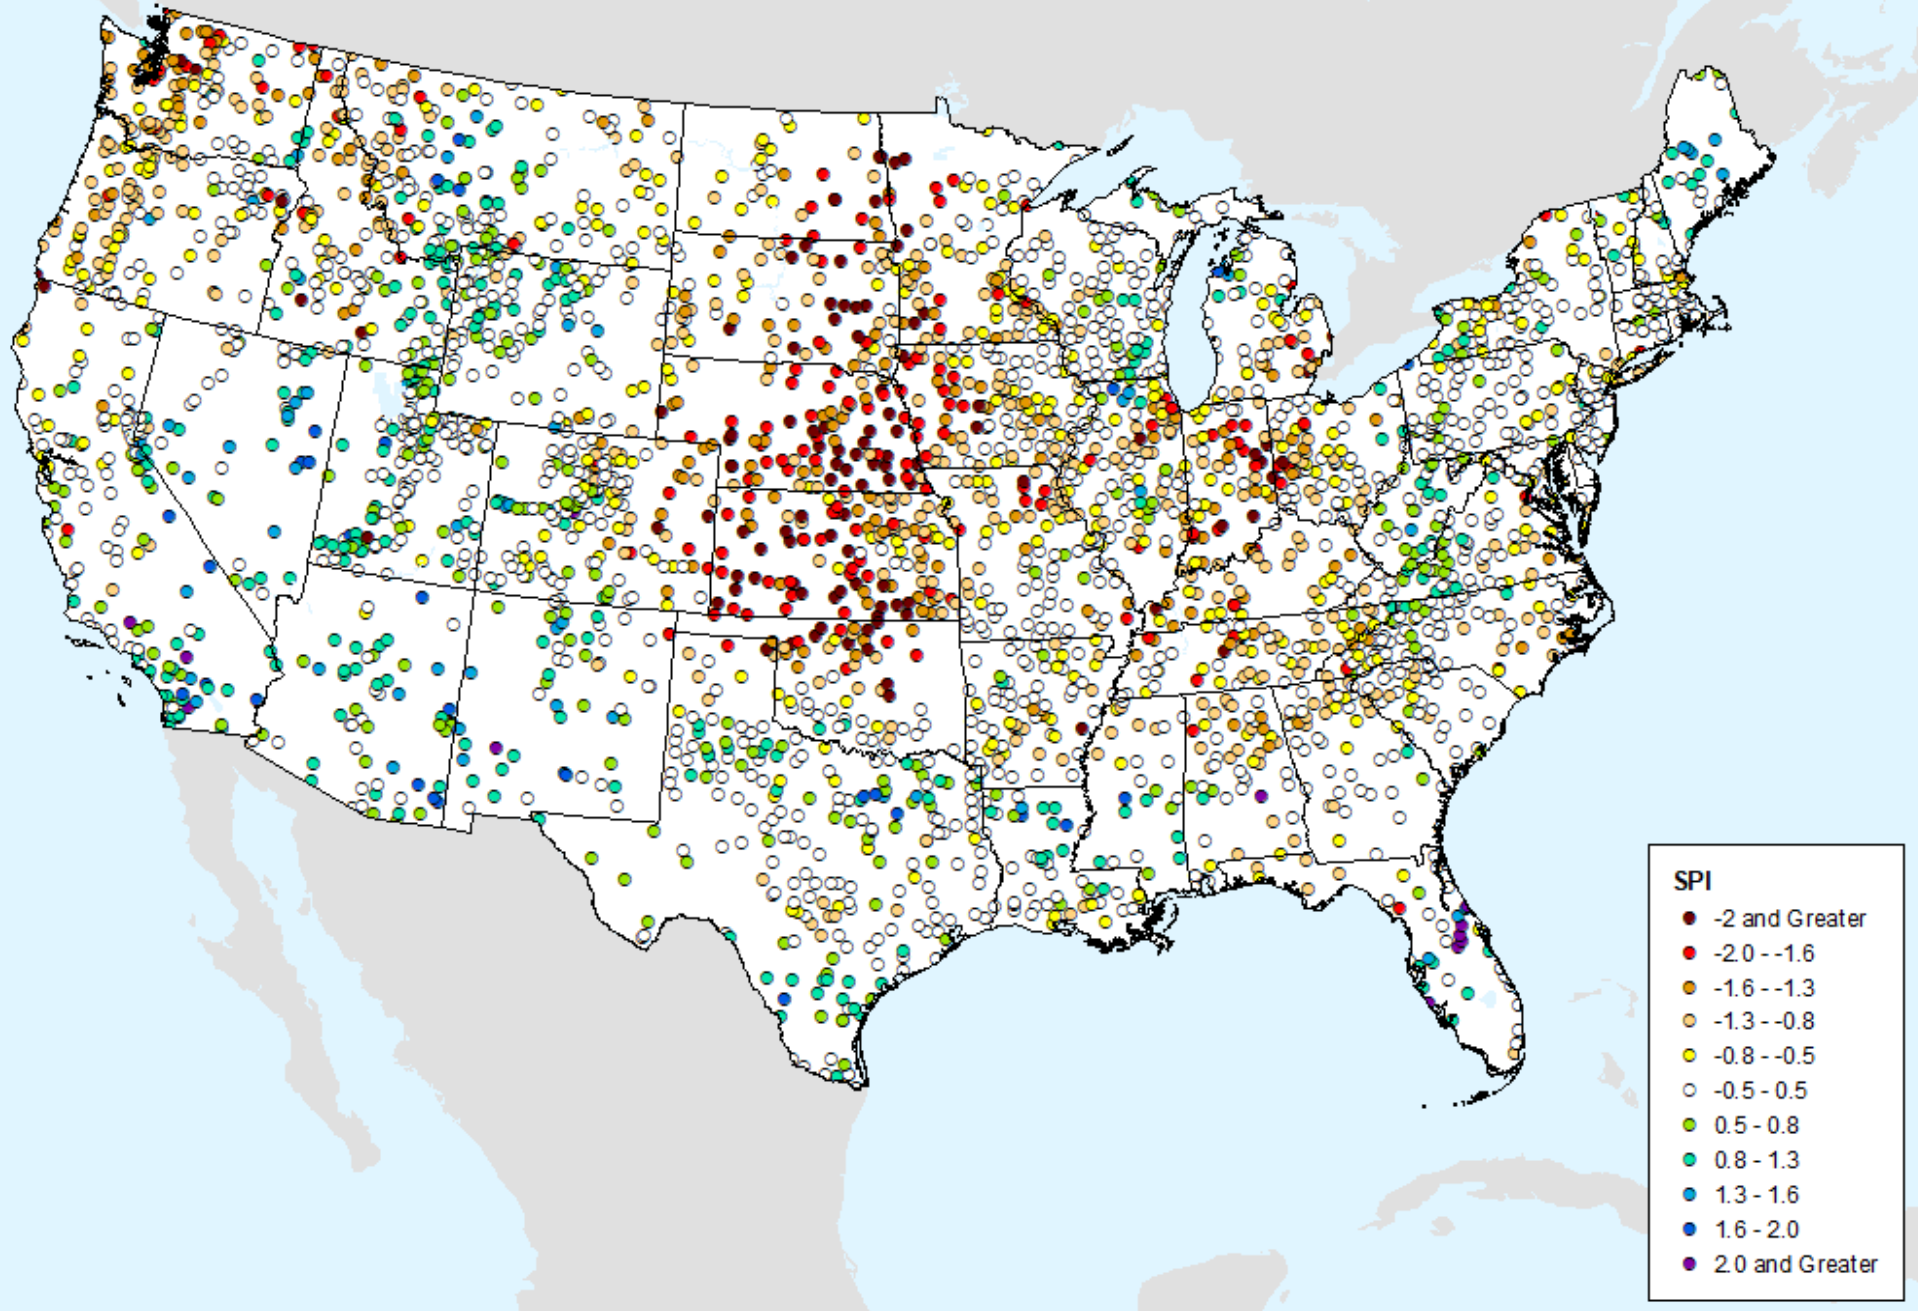 SPI
-2 and Greater
-2.0 - -1.6
-1.6 - -1.3
-1.3 - -0.8
-0.8 - -0.5
-0.5 - 0.5
0.5 - 0.8
0.8 - 1.3
1.3 - 1.6
1.6 - 2.0
2.0 and Greater